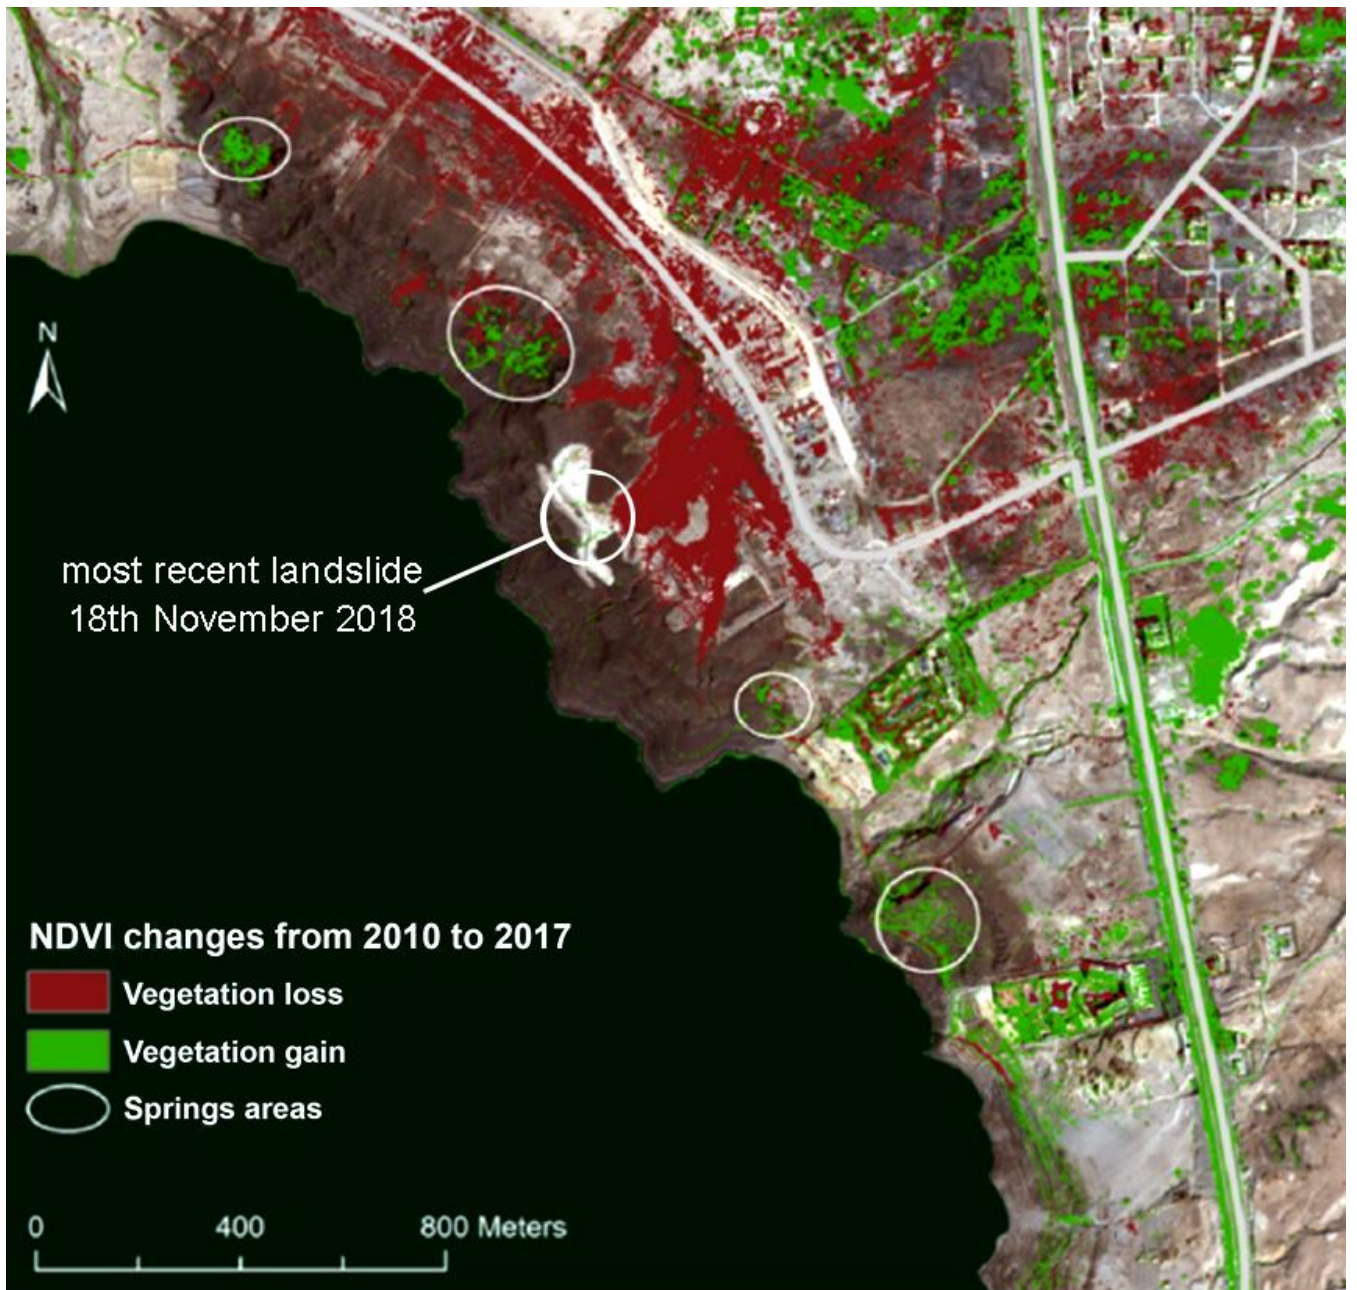 N
most recent landslide
18th November 2018
NDVI changes from 2010 to 2017
Vegetation loss
Vegetation gain
Springs areas
0 400 800 Meters